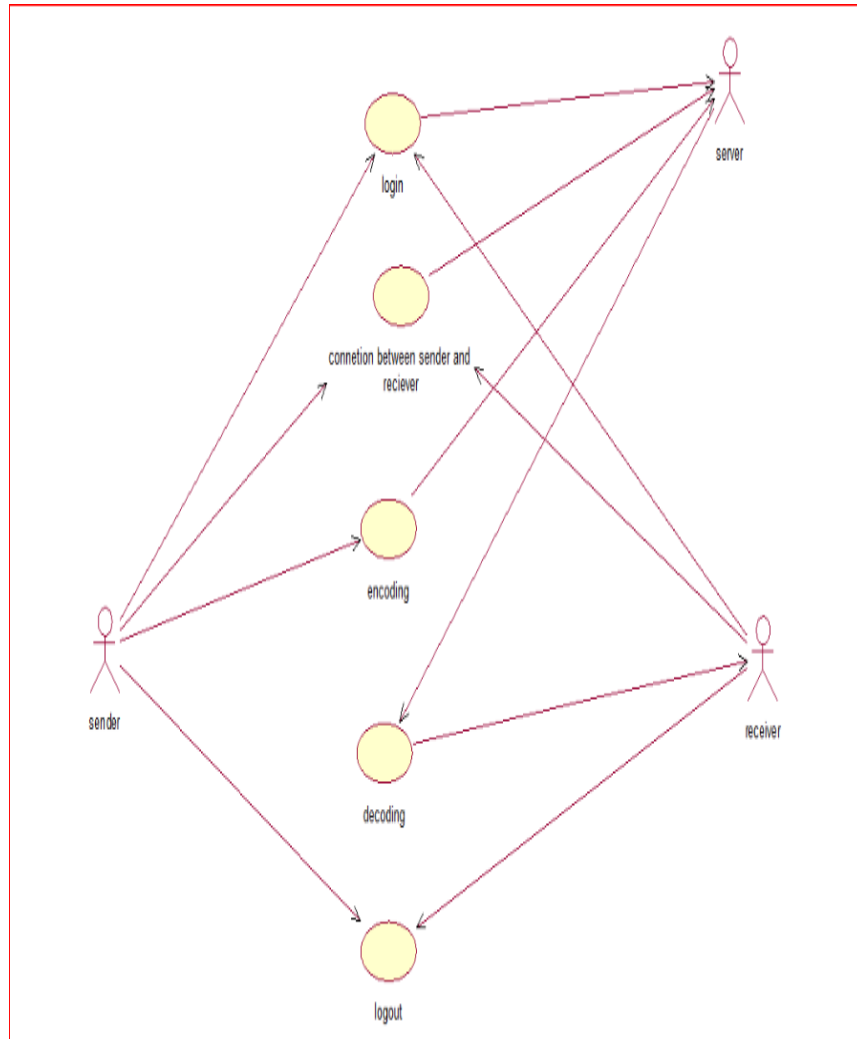 server
login
connetion between sender and
reciever
encoding
sender
receiver
decoding
logout